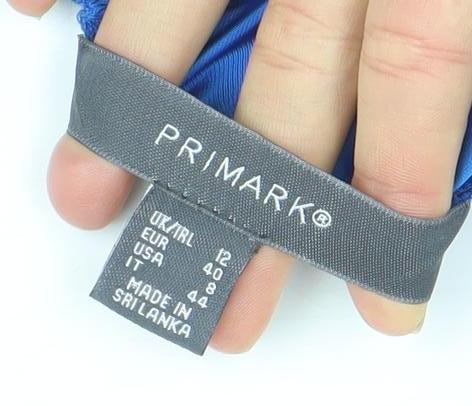 PRIMARK®
UK/IRL 12
EUR 40
USA 8
IT 44
MADE IN
SRI LANKA